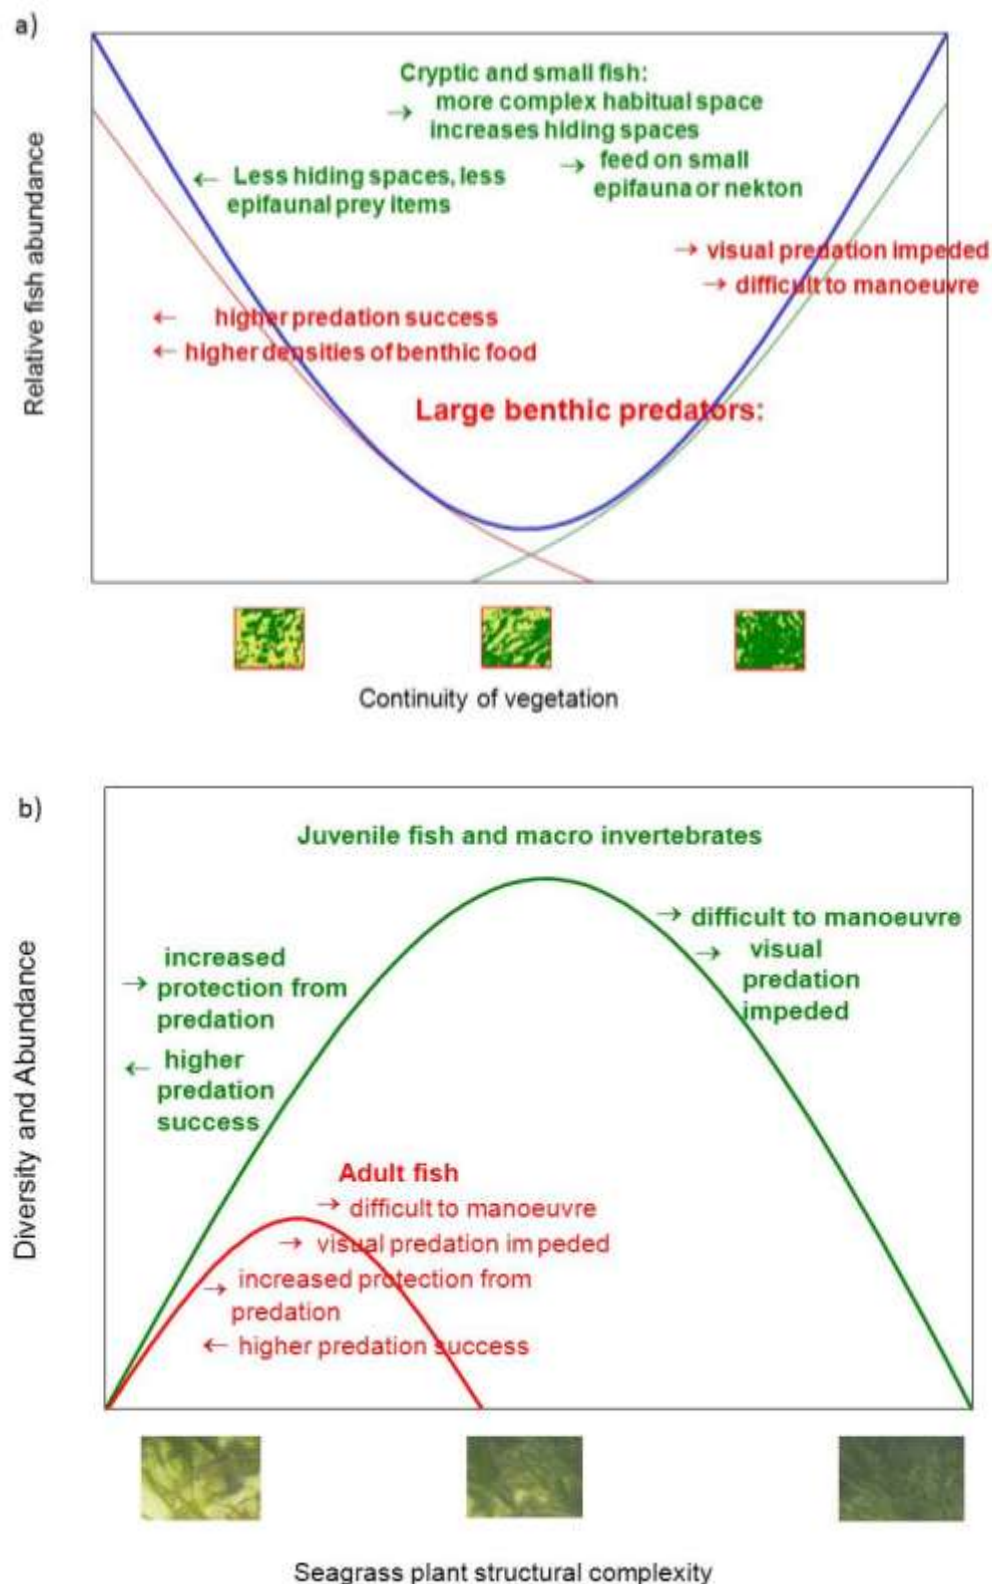 a)
Relative fish abundance
Cryptic and small fish:
→ more complex habitual space
increases hiding spaces
→ feed on small
epifauna or nekton
← Less hiding spaces, less
epifaunal prey items
→ visual predation impeded
→ difficult to manoeuvre
← higher predation success
← higher densities of benthic food
Large benthic predators:
Continuity of vegetation
b)
Diversity and Abundance
Juvenile fish and macro invertebrates
→ difficult to manoeuvre
→ visual
predation
impeded
→ increased
protection from
predation
← higher
predation
success
Adult fish
→ difficult to manoeuvre
→ visual predation impeded
→ increased protection from
predation
← higher predation success
Seagrass plant structural complexity